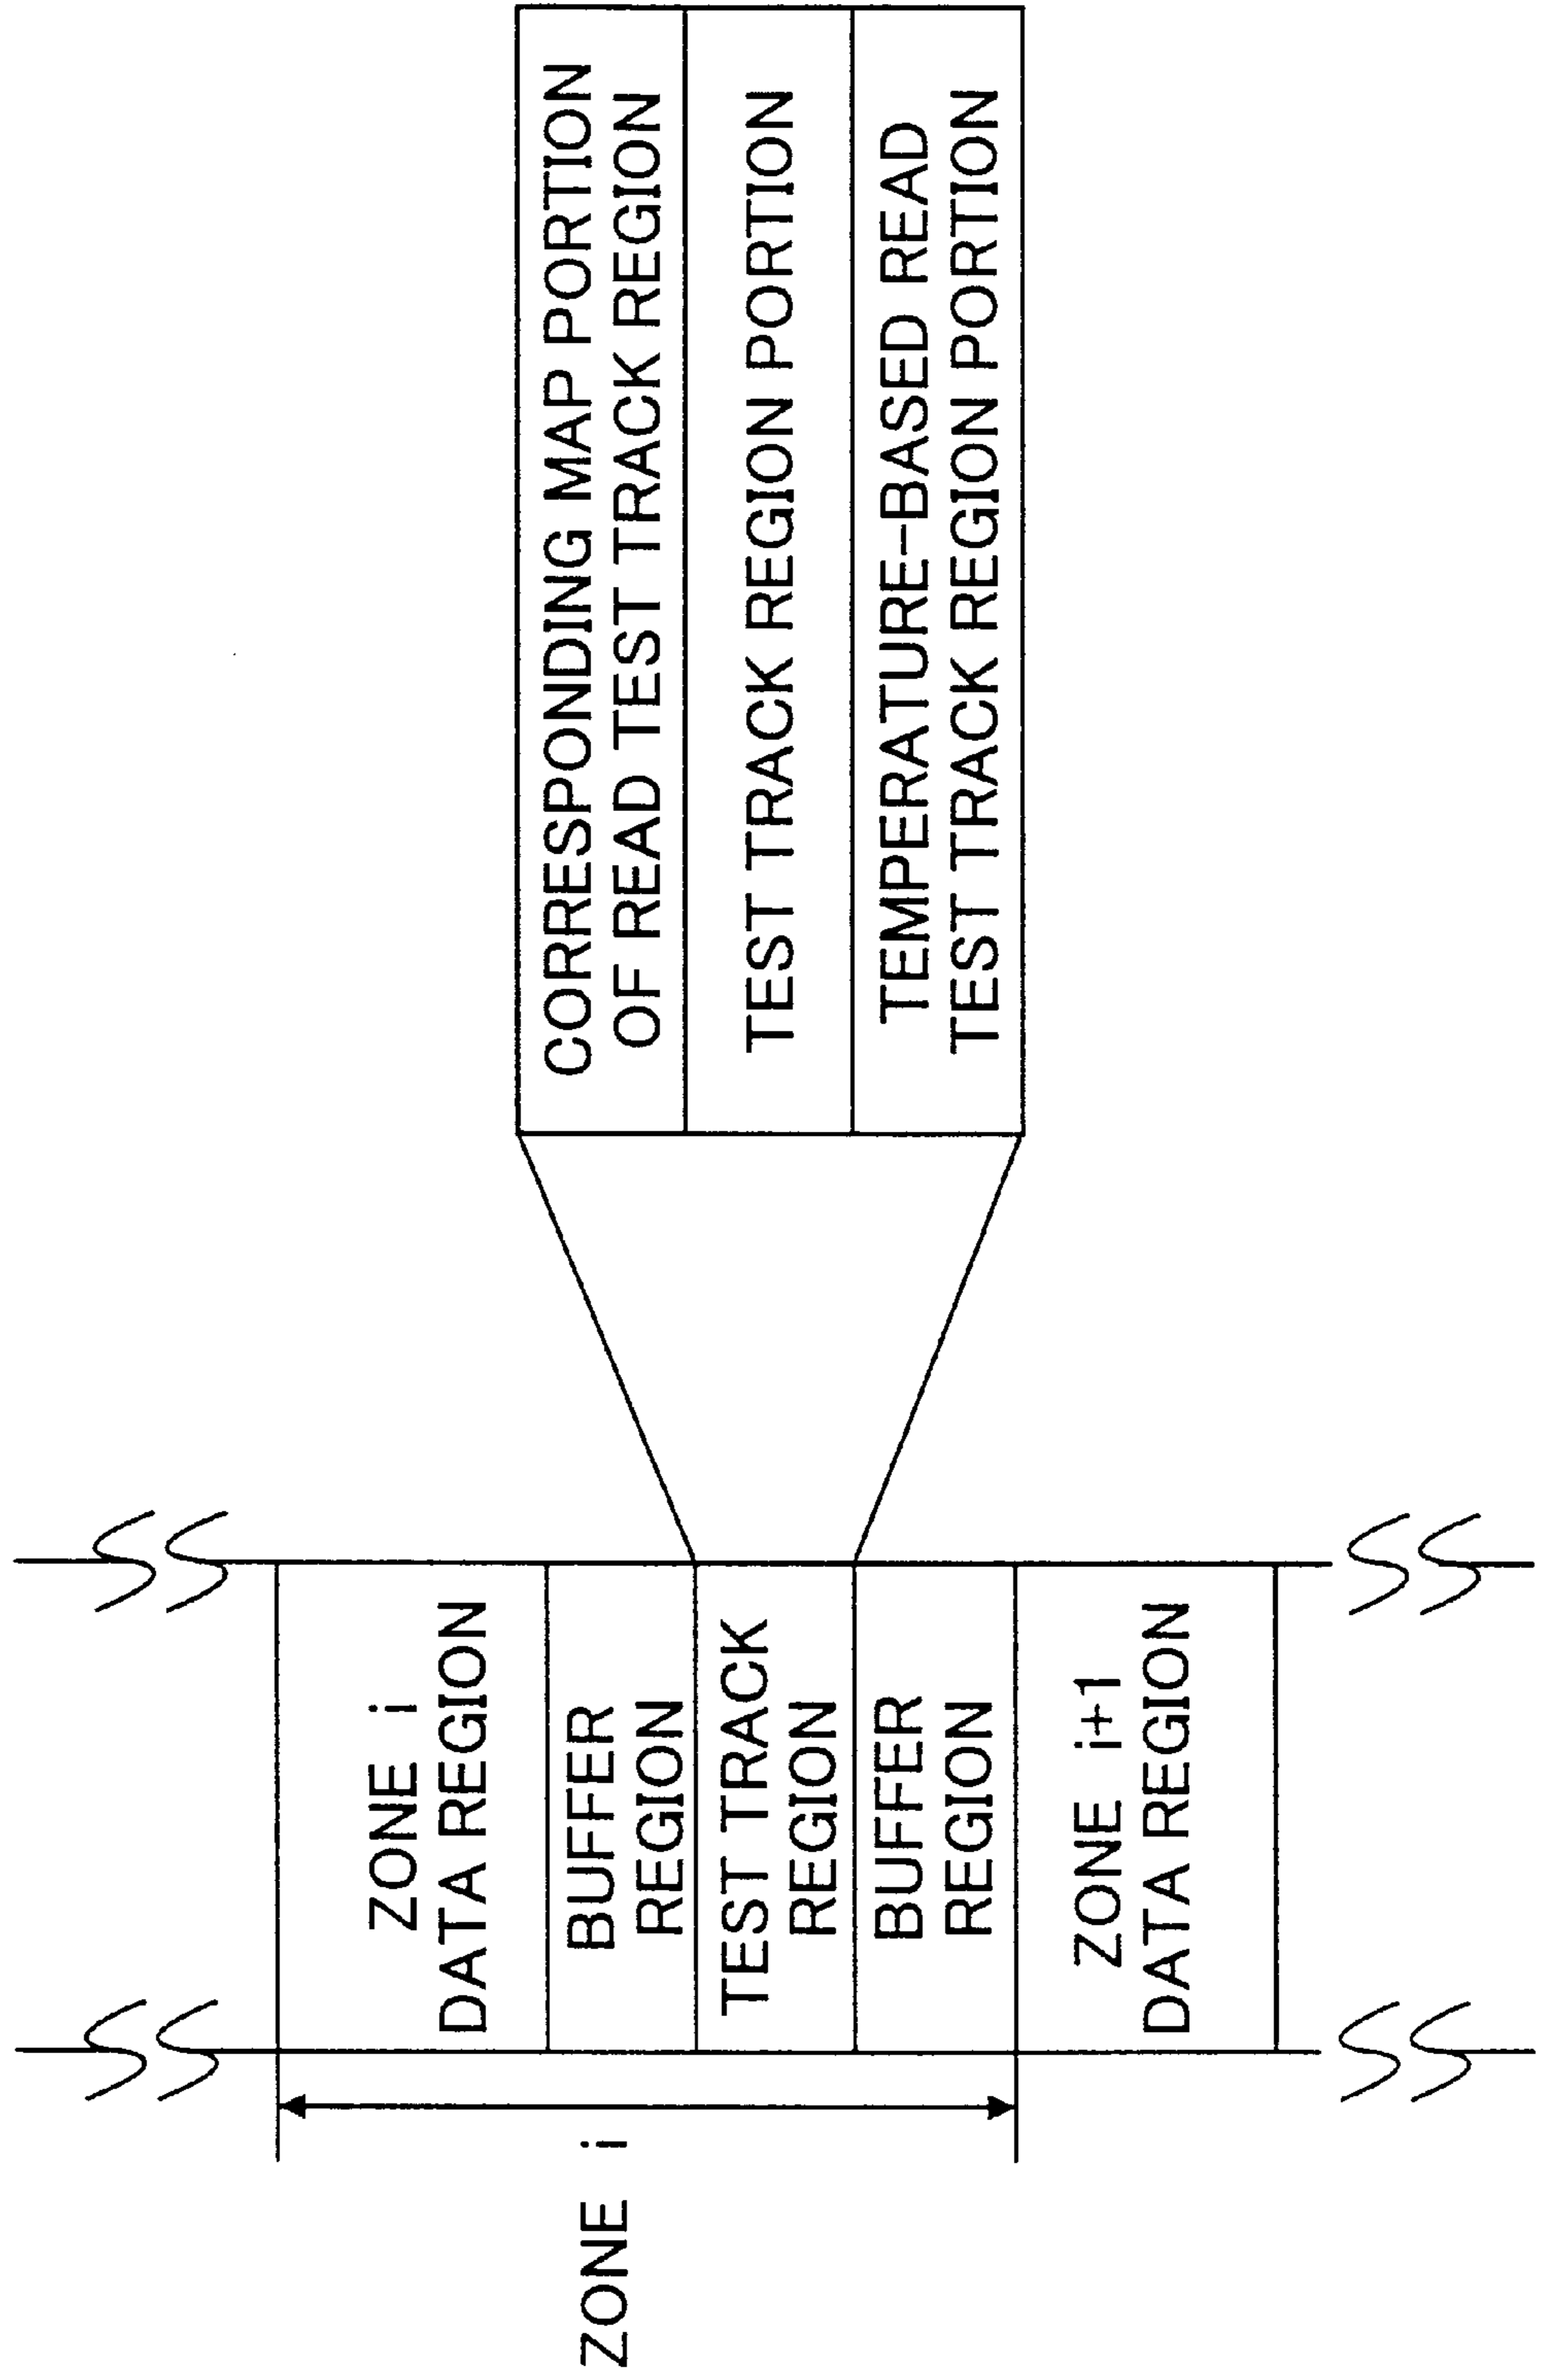 ZONE i
ZONE i
DATA REGION
BUFFER
REGION
TEST TRACK
REGION
BUFFER
REGION
ZONE i+1
DATA REGION
CORRESPONDING MAP PORTION
OF READ TEST TRACK REGION
TEST TRACK REGION PORTION
TEMPERATURE-BASED READ
TEST TRACK REGION PORTION